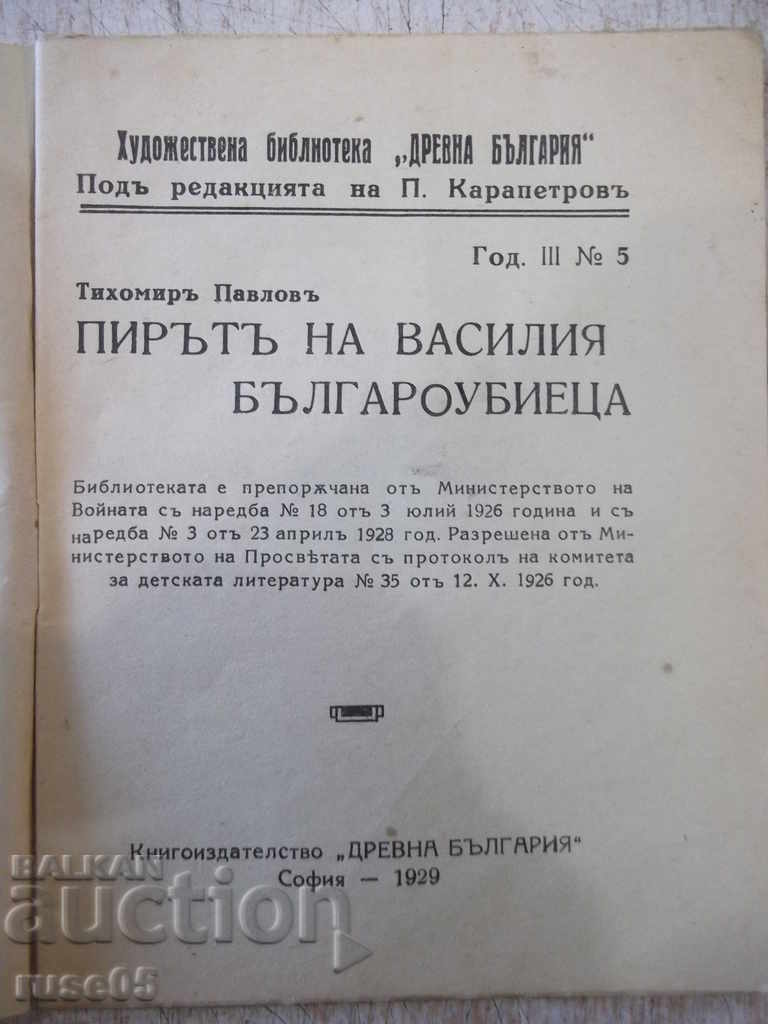 Художествена библиотека „ДРЕВНА БЪЛГАРИЯ“
Подъ редакцията на П. Карапетровъ
Год. III № 5
Тихомиръ Павловъ
ПИРЪТЪ НА ВАСИЛИЯ
БЪЛГАРОУБИЕЦА
Библиотеката е препорѫчана отъ Министерството на
Войната съ наредба № 18 отъ 3 юлий 1926 година и съ
наредба № 3 отъ 23 априлъ 1928 год. Разрешена отъ Ми-
нистерството на Просвѣтата съ протоколъ на комитета
за детската литература № 35 отъ 12. X. 1926 год.
Книгоиздателство „ДРЕВНА БЪЛГАРИЯ“
София — 1929
BALKAN
auction
ruse05